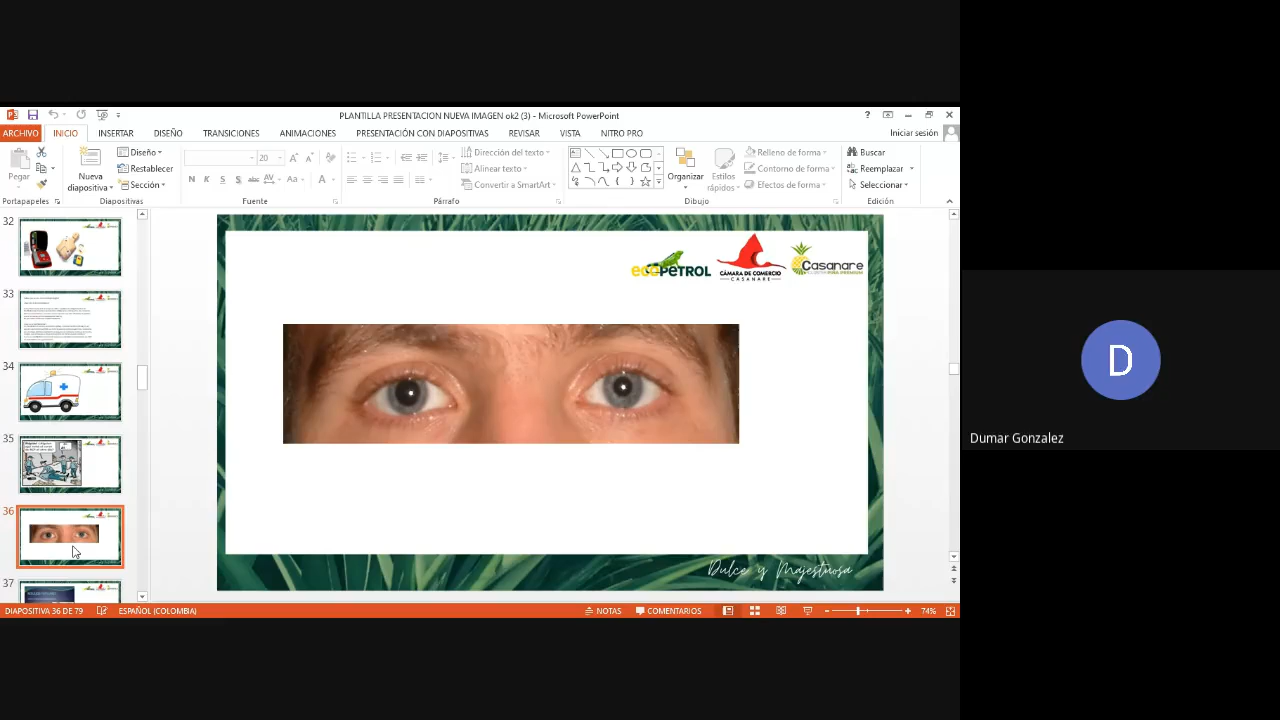 PLANTILLA PRESENTACION NUEVA IMAGEN ok2 (3) - Microsoft PowerPoint
ARCHIVO INICIO INSERTAR DISEÑO TRANSICIONES ANIMACIONES PRESENTACIÓN CON DIAPOSITIVAS REVISAR VISTA NITRO PRO Iniciar sesión
Pegar
Nueva diapositiva
Diseño
Restablecer
Sección
20
N K S S abc AV Aa A
Dirección del texto
Alinear texto
Convertir a SmartArt
Organizar
Estilos rápidos
Relleno de forma
Contorno de forma
Efectos de forma
Buscar
Reemplazar
Seleccionar
Portapapeles Diapositivas Fuente Párrafo Dibujo Edición
32
33
34
35
36
37
ecoPETROL
CÁMARA DE COMERCIO
CASANARE
Casanare
Dulce y Majestuosa
DIAPOSITIVA 36 DE 79 ESPAÑOL (COLOMBIA) NOTAS COMENTARIOS 74%
D
Dumar Gonzalez